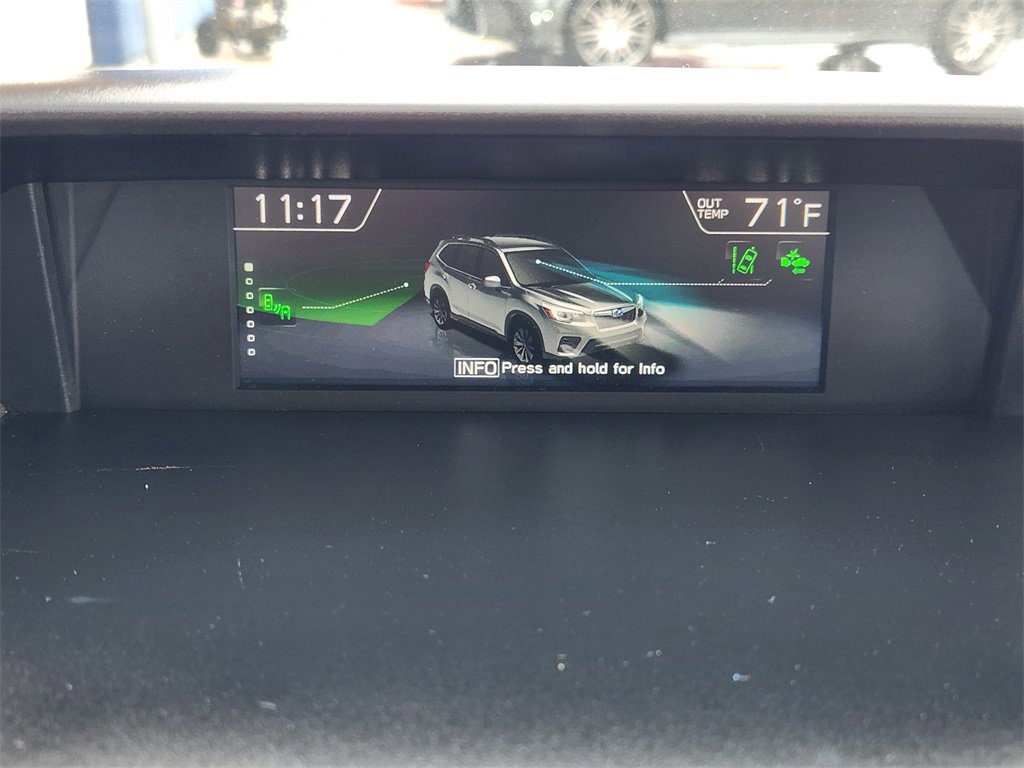 11:17
OUT TEMP 71°F
INFO Press and hold for Info